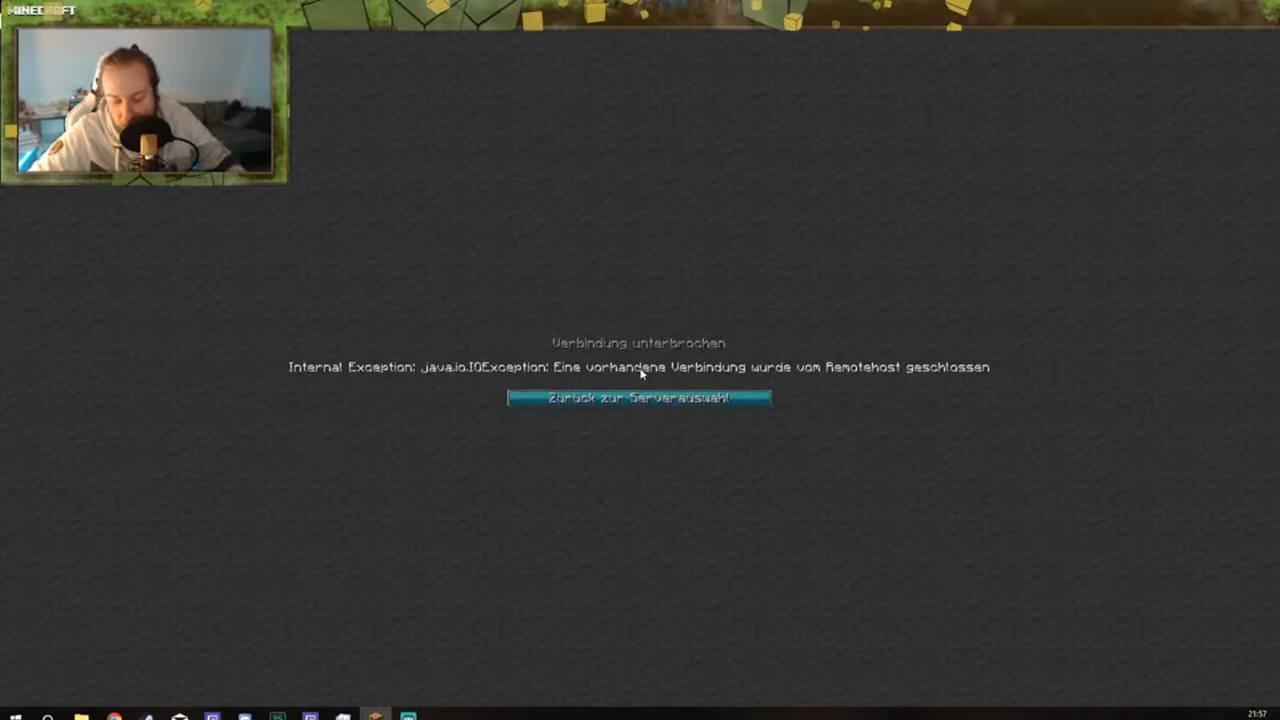 MINECRAFT
Verbindung unterbrochen
Internal Exception: java.io.IOException: Eine vorhandene Verbindung wurde vom Remotehost geschlossen
Zurück zur Serverauswahl
21:57